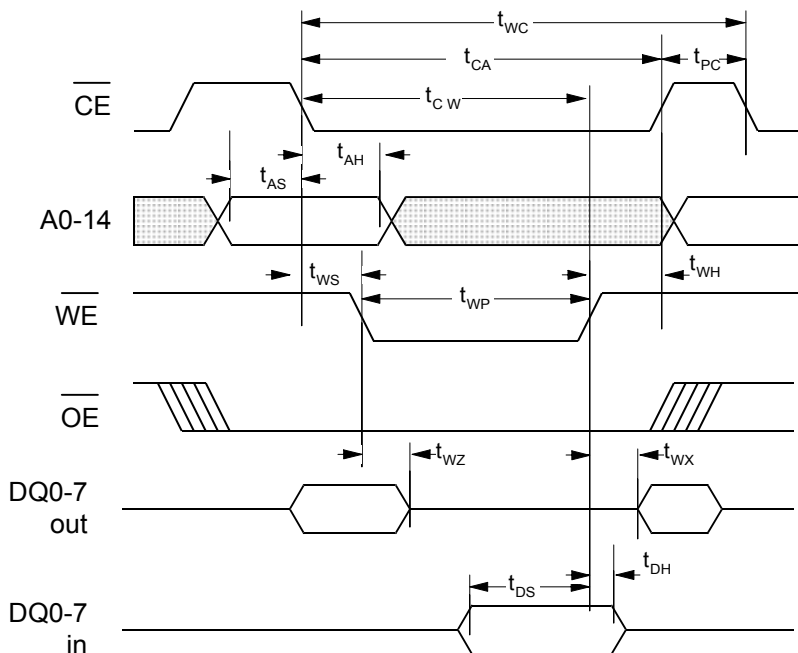 tWC
tCA
tPC
CE
tC W
tAH
tAS
A0-14
tWS
tWH
tWP
WE
OE
tWZ
tWX
DQ0-7
out
tDH
tDS
DQ0-7
in